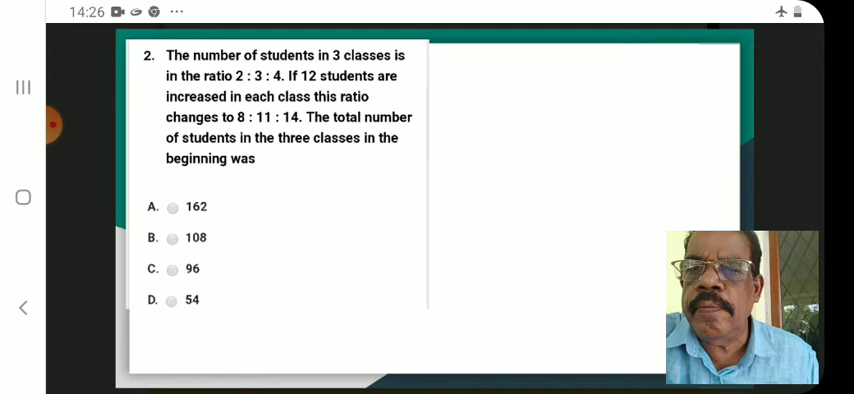 14:26
2. The number of students in 3 classes is
in the ratio 2 : 3 : 4. If 12 students are
increased in each class this ratio
changes to 8 : 11 : 14. The total number
of students in the three classes in the
beginning was
A. 162
B. 108
C. 96
D. 54